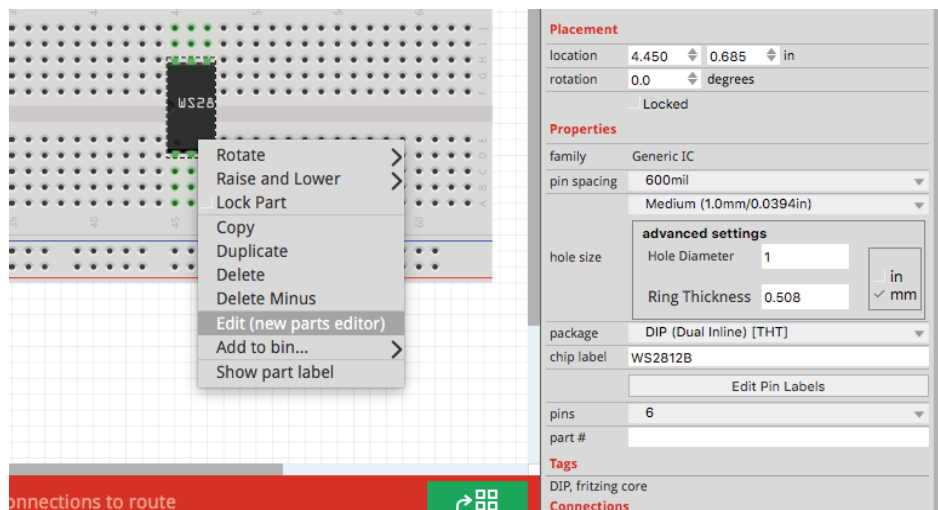 WS28
Rotate
Raise and Lower
Lock Part
Copy
Duplicate
Delete
Delete Minus
Edit (new parts editor)
Add to bin...
Show part label
J
I
H
G
F
E
D
C
B
A
40
45
60
onnections to route
Placement
location 4.450 0.685 in
rotation 0.0 degrees
Locked
Properties
family Generic IC
pin spacing 600mil
Medium (1.0mm/0.0394in)
advanced settings
hole size Hole Diameter 1
in
mm
Ring Thickness 0.508
package DIP (Dual Inline) [THT]
chip label WS2812B
Edit Pin Labels
pins 6
part #
Tags
DIP, fritzing core
Connections